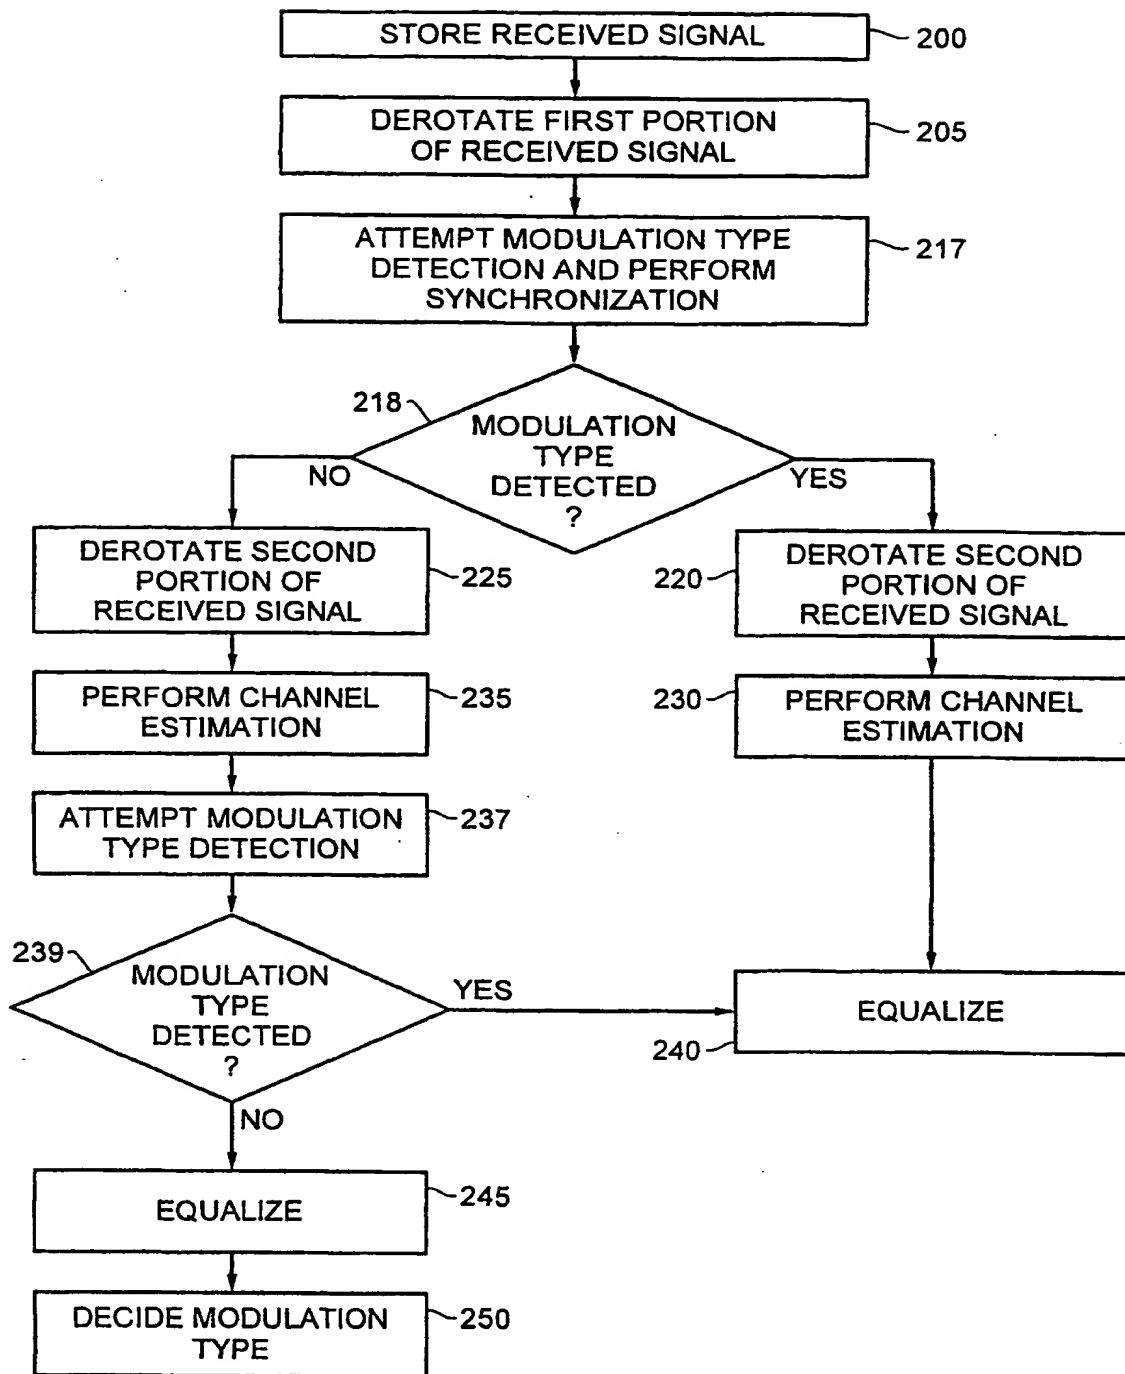 STORE RECEIVED SIGNAL
200
DEROTATE FIRST PORTION
OF RECEIVED SIGNAL
205
ATTEMPT MODULATION TYPE
DETECTION AND PERFORM
SYNCHRONIZATION
217
218
MODULATION
TYPE
DETECTED
?
NO
YES
DEROTATE SECOND
PORTION OF
RECEIVED SIGNAL
225
220
DEROTATE SECOND
PORTION OF
RECEIVED SIGNAL
PERFORM CHANNEL
ESTIMATION
235
230
PERFORM CHANNEL
ESTIMATION
ATTEMPT MODULATION
TYPE DETECTION
237
239
MODULATION
TYPE
DETECTED
?
YES
NO
EQUALIZE
240
EQUALIZE
245
DECIDE MODULATION
TYPE
250